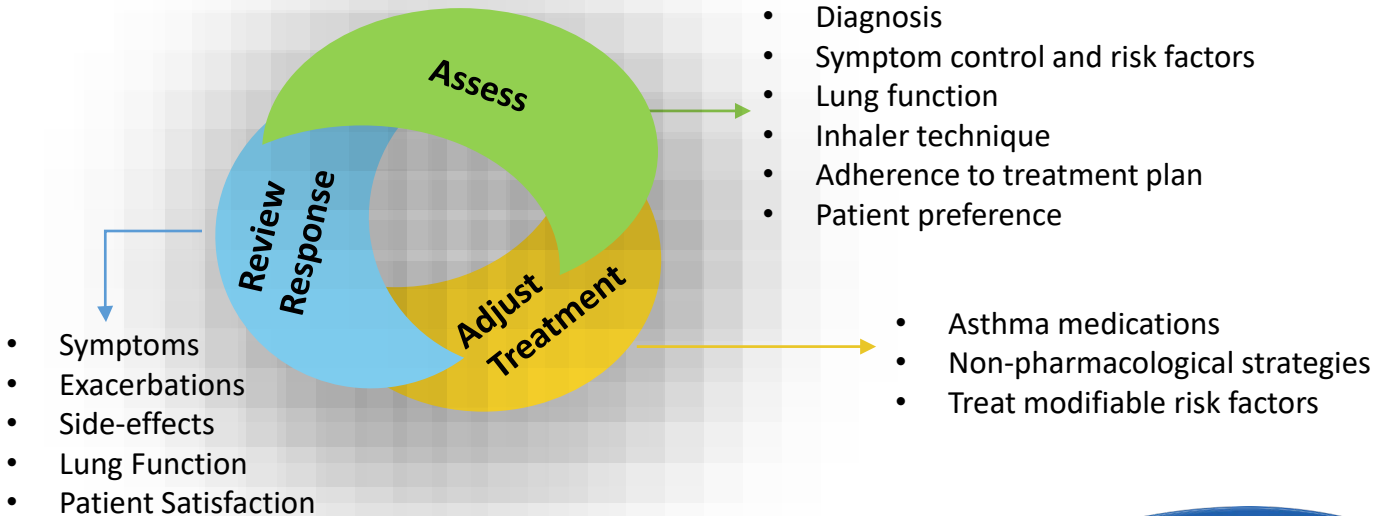 Assess
• Diagnosis
• Symptom control and risk factors
• Lung function
• Inhaler technique
• Adherence to treatment plan
• Patient preference
Adjust
Treatment
• Asthma medications
• Non-pharmacological strategies
• Treat modifiable risk factors
Review
Response
• Symptoms
• Exacerbations
• Side-effects
• Lung Function
• Patient Satisfaction